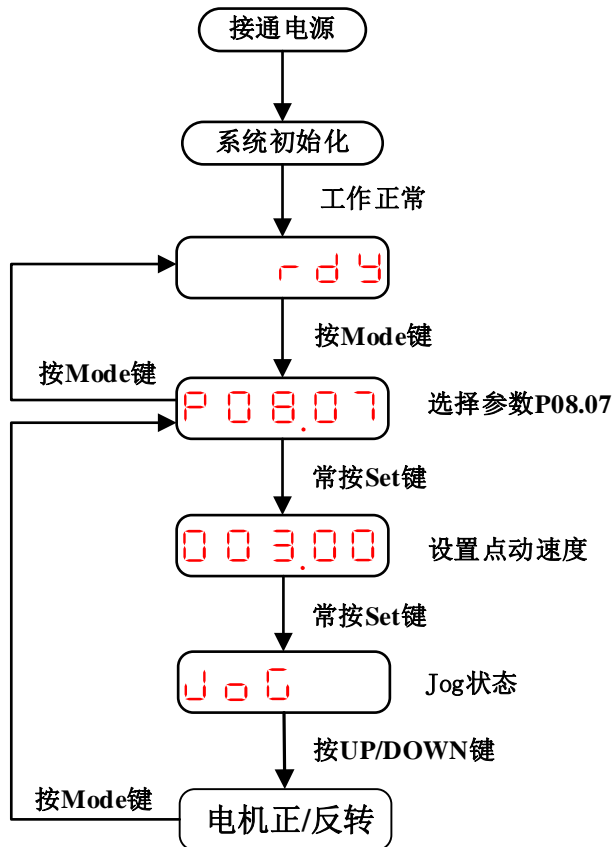 接通电源
系统初始化
工作正常
rdy
按Mode键
按Mode键
P08.07
选择参数P08.07
常按Set键
003.00
设置点动速度
常按Set键
JoG
Jog状态
按UP/DOWN键
按Mode键
电机正/反转